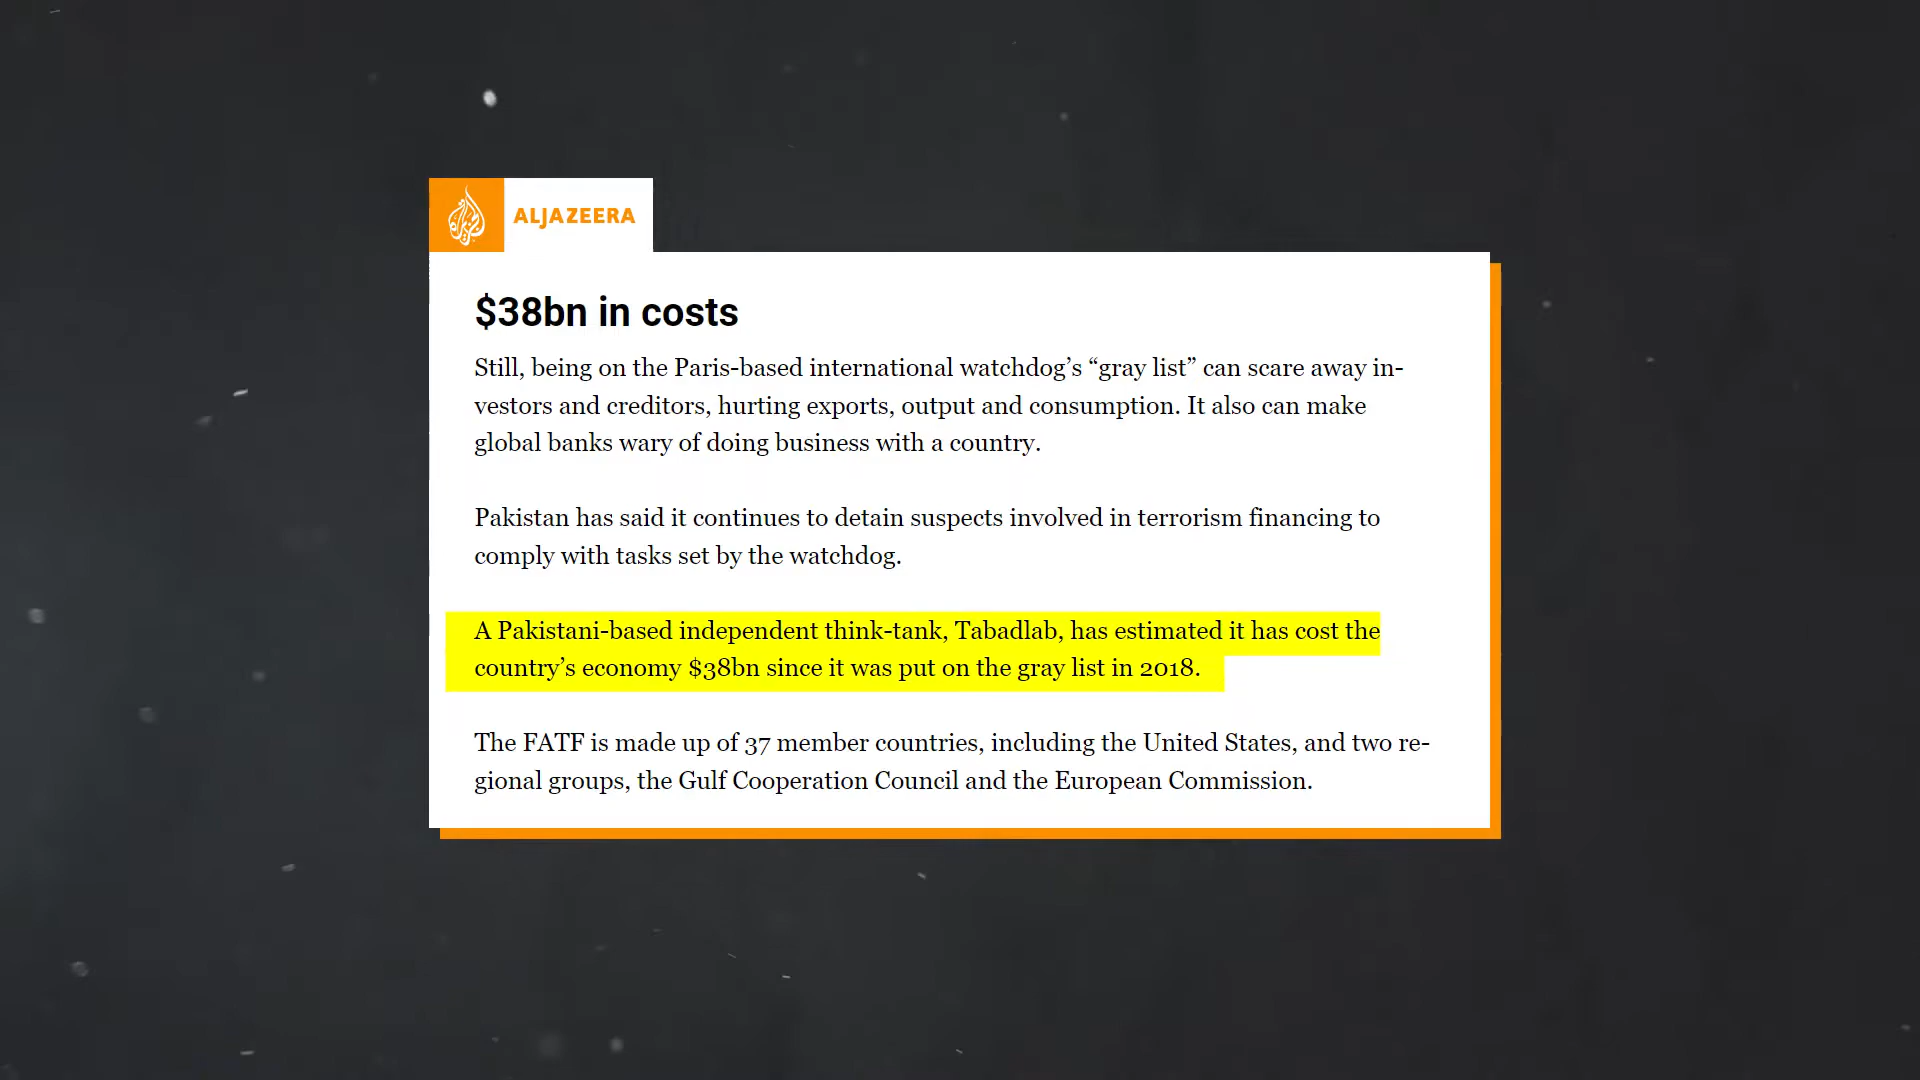 ALJAZEERA
$38bn in costs
Still, being on the Paris-based international watchdog’s “gray list” can scare away in-
vestors and creditors, hurting exports, output and consumption. It also can make
global banks wary of doing business with a country.
Pakistan has said it continues to detain suspects involved in terrorism financing to
comply with tasks set by the watchdog.
A Pakistani-based independent think-tank, Tabadlab, has estimated it has cost the
country’s economy $38bn since it was put on the gray list in 2018.
The FATF is made up of 37 member countries, including the United States, and two re-
gional groups, the Gulf Cooperation Council and the European Commission.